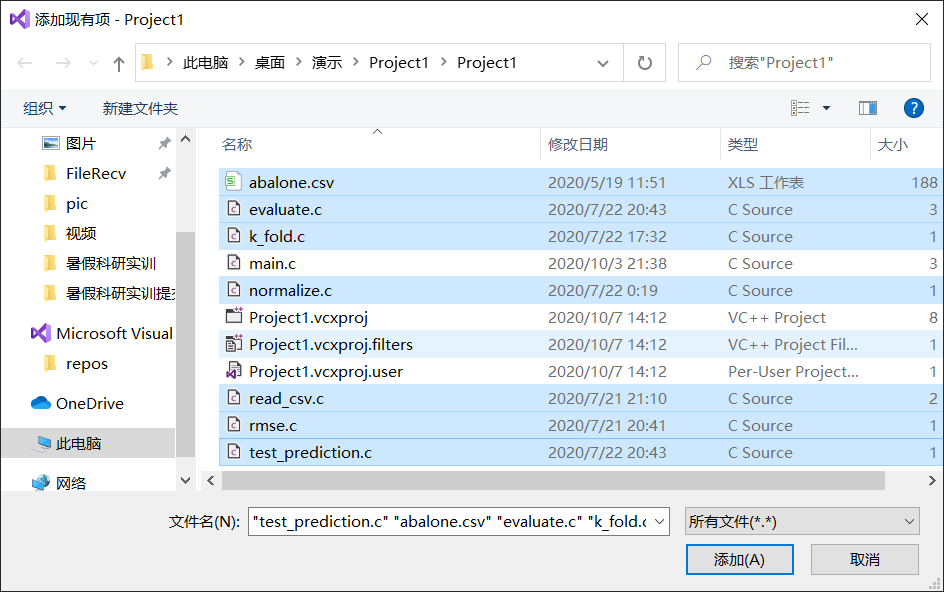 添加现有项 - Project1
此电脑 > 桌面 > 演示 > Project1 > Project1
搜索"Project1"
组织 新建文件夹
名称 修改日期 类型 大小
图片
FileRecv
pic
视频
暑假科研实训
暑假科研实训提交
Microsoft Visual
repos
OneDrive
此电脑
网络
abalone.csv 2020/5/19 11:51 XLS 工作表 188
evaluate.c 2020/7/22 20:43 C Source 3
k_fold.c 2020/7/22 17:32 C Source 1
main.c 2020/10/3 21:38 C Source 3
normalize.c 2020/7/22 0:19 C Source 1
Project1.vcxproj 2020/10/7 14:12 VC++ Project 8
Project1.vcxproj.filters 2020/10/7 14:12 VC++ Project Fil... 1
Project1.vcxproj.user 2020/10/7 14:12 Per-User Project... 1
read_csv.c 2020/7/21 21:10 C Source 2
rmse.c 2020/7/21 20:41 C Source 1
test_prediction.c 2020/7/22 20:43 C Source 1
文件名(N): "test_prediction.c" "abalone.csv" "evaluate.c" "k_fold.c
所有文件(*.*)
添加(A) 取消